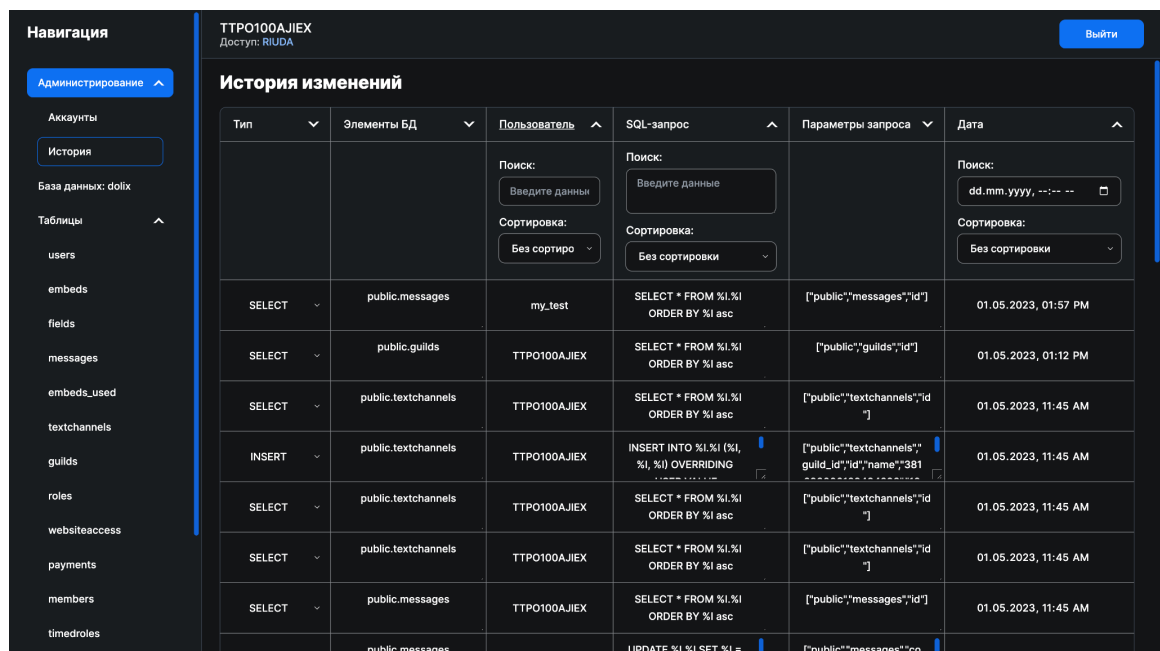 Навигация
Администрирование
Аккаунты
История
База данных: dolix
Таблицы
users
embeds
fields
messages
embeds_used
textchannels
guilds
roles
websiteaccess
payments
members
timedroles
TTPO100AJIEX
Доступ: RIUDA
Выйти
История изменений
Тип
Элементы БД
Пользователь
SQL-запрос
Параметры запроса
Дата
Поиск:
Введите данны
Сортировка:
Без сортиро
Поиск:
Введите данные
Сортировка:
Без сортировки
Поиск:
dd.mm.yyyy, --:-- --
Сортировка:
Без сортировки
SELECT
public.messages
my_test
SELECT * FROM %I.%I
ORDER BY %I asc
["public","messages","id"]
01.05.2023, 01:57 PM
SELECT
public.guilds
TTPO100AJIEX
SELECT * FROM %I.%I
ORDER BY %I asc
["public","guilds","id"]
01.05.2023, 01:12 PM
SELECT
public.textchannels
TTPO100AJIEX
SELECT * FROM %I.%I
ORDER BY %I asc
["public","textchannels","id
"]
01.05.2023, 11:45 AM
INSERT
public.textchannels
TTPO100AJIEX
INSERT INTO %I.%I (%I,
%I, %I) OVERRIDING
["public","textchannels","
guild_id","id","name","381
01.05.2023, 11:45 AM
SELECT
public.textchannels
TTPO100AJIEX
SELECT * FROM %I.%I
ORDER BY %I asc
["public","textchannels","id
"]
01.05.2023, 11:45 AM
SELECT
public.textchannels
TTPO100AJIEX
SELECT * FROM %I.%I
ORDER BY %I asc
["public","textchannels","id
"]
01.05.2023, 11:45 AM
SELECT
public.messages
TTPO100AJIEX
SELECT * FROM %I.%I
ORDER BY %I asc
["public","messages","id"]
01.05.2023, 11:45 AM
public.messages
UPDATE %I.%I SET %I =
["public","messages","co